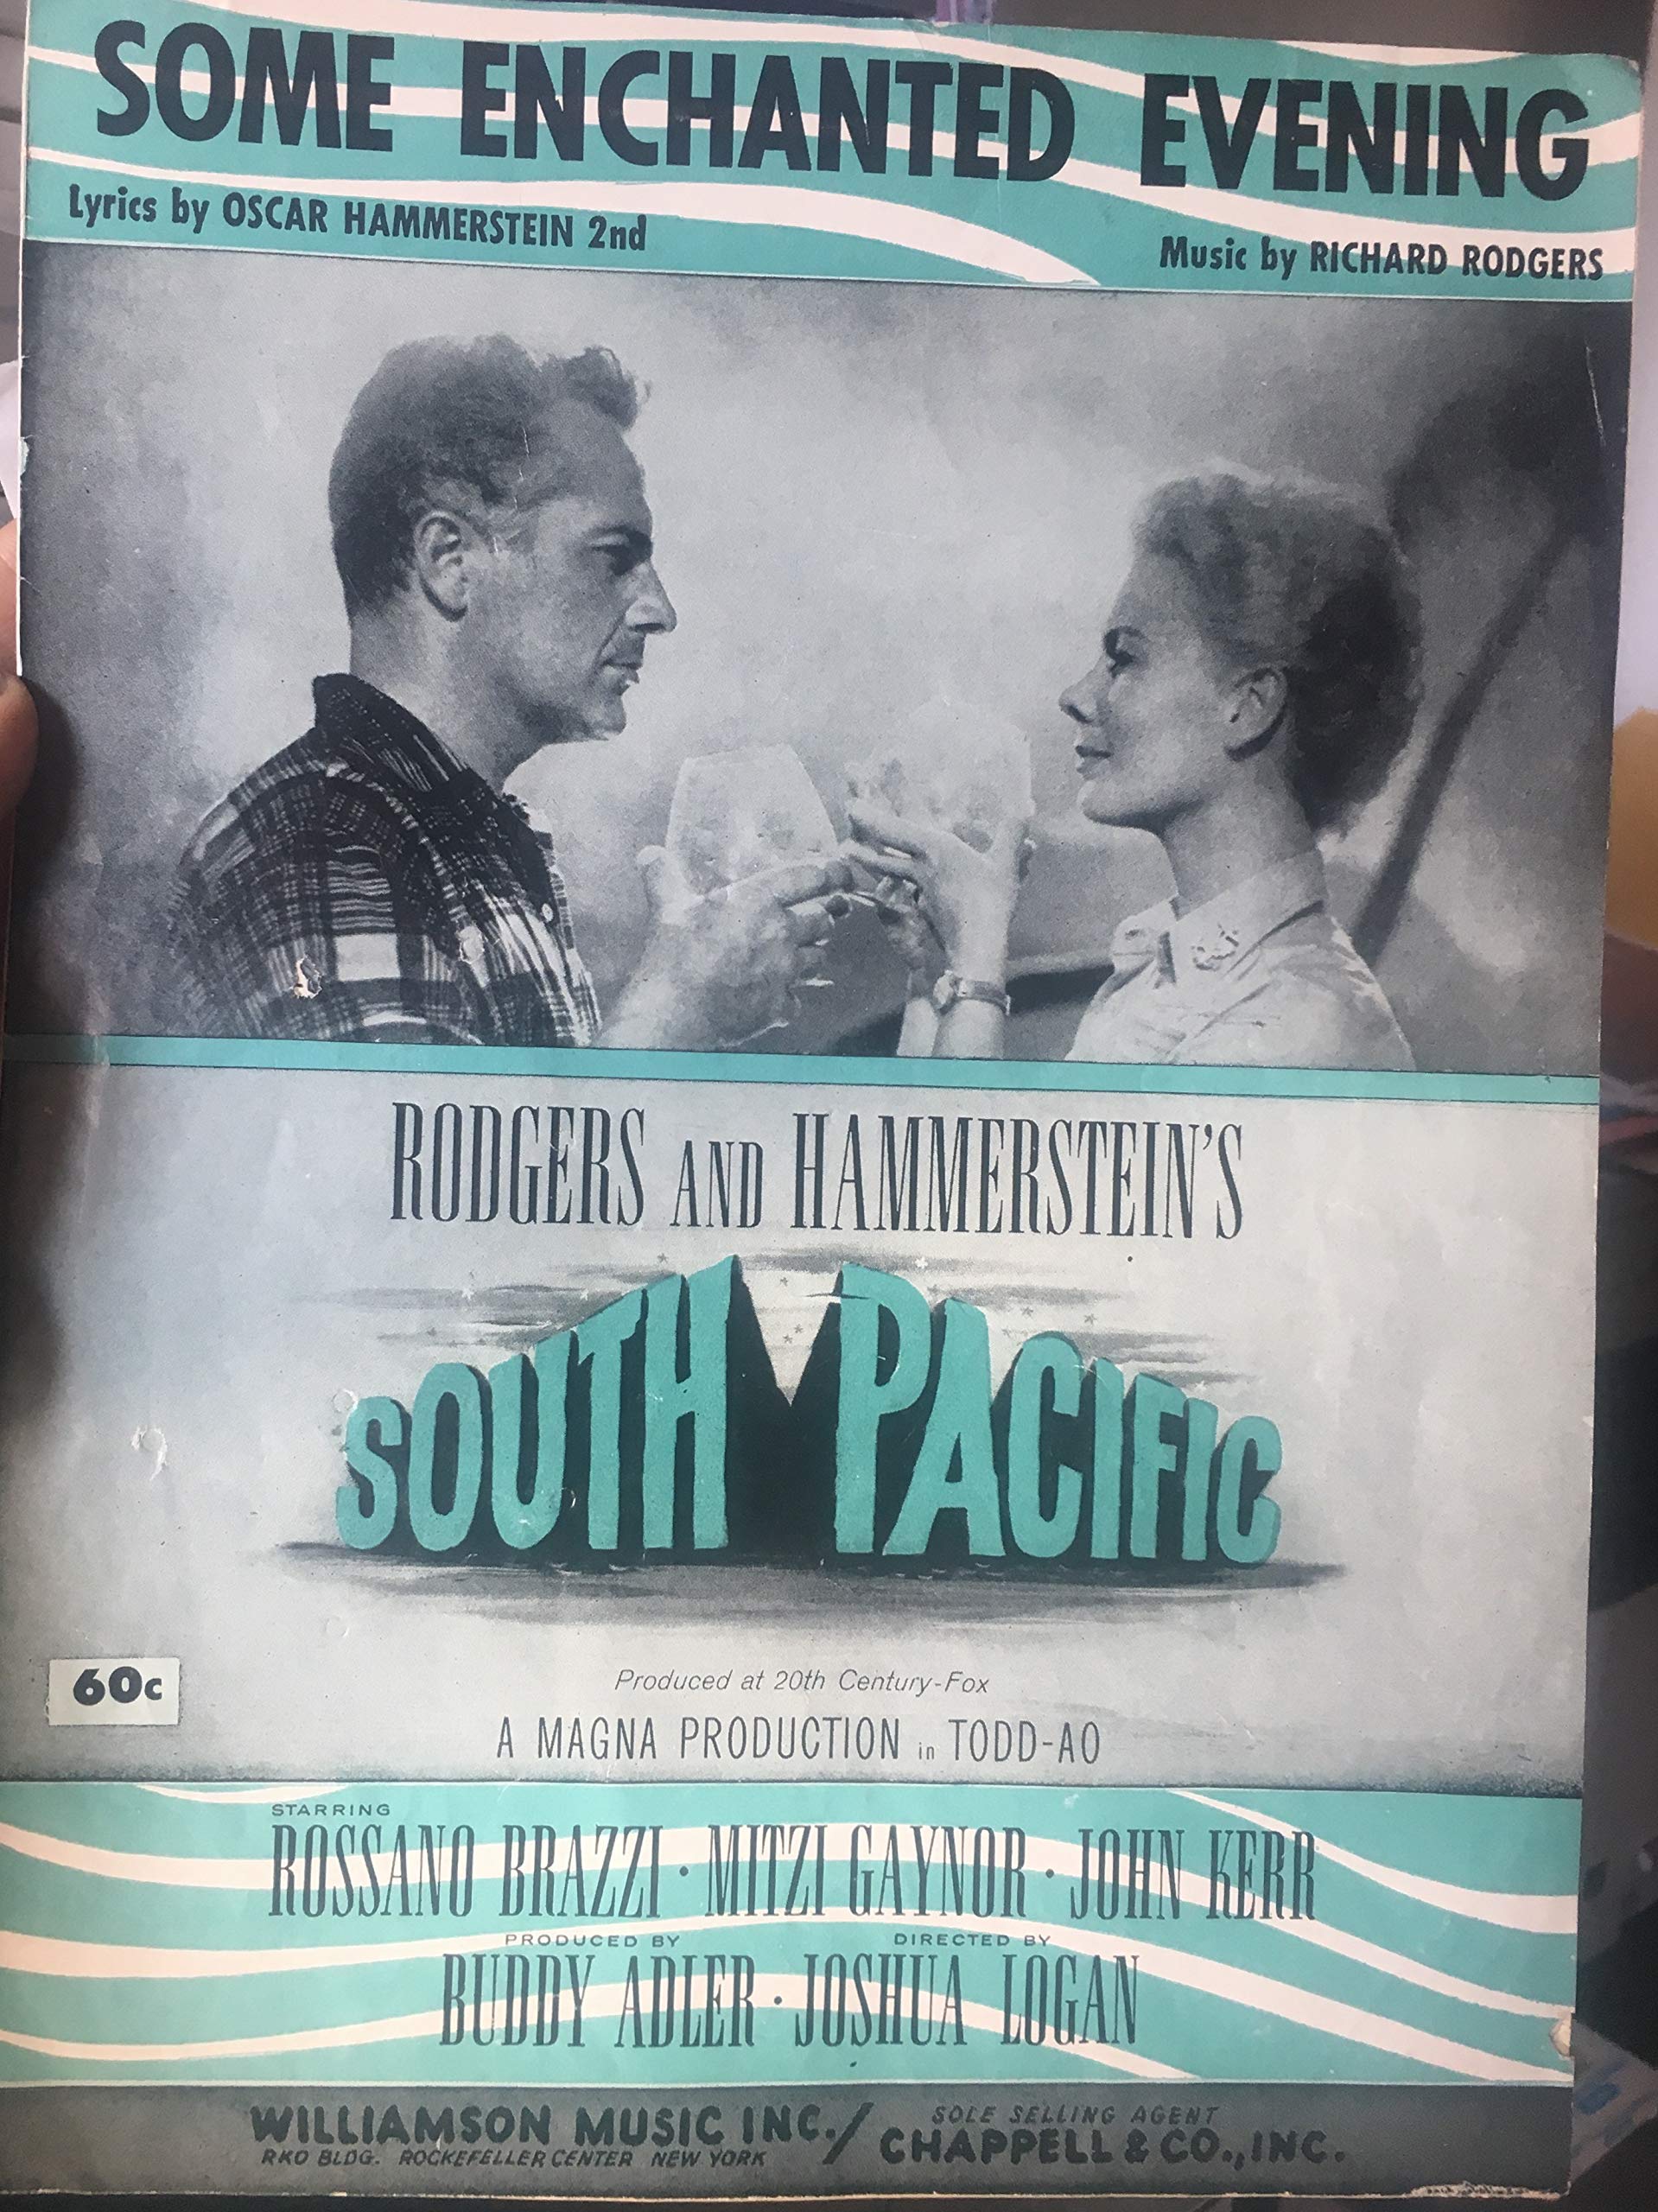 SOME ENCHANTED EVENING
Lyrics by OSCAR HAMMERSTEIN 2nd
Music by RICHARD RODGERS
RODGERS AND HAMMERSTEIN'S
SOUTH PACIFIC
60c
Produced at 20th Century-Fox
A MAGNA PRODUCTION in TODD-AO
STARRING
ROSSANO BRAZZI · MITZI GAYNOR · JOHN KERR
PRODUCED BY DIRECTED BY
BUDDY ADLER · JOSHUA LOGAN
WILLIAMSON MUSIC INC./
RKO BLDG. ROCKEFELLER CENTER NEW YORK
SOLE SELLING AGENT
CHAPPELL & CO., INC.